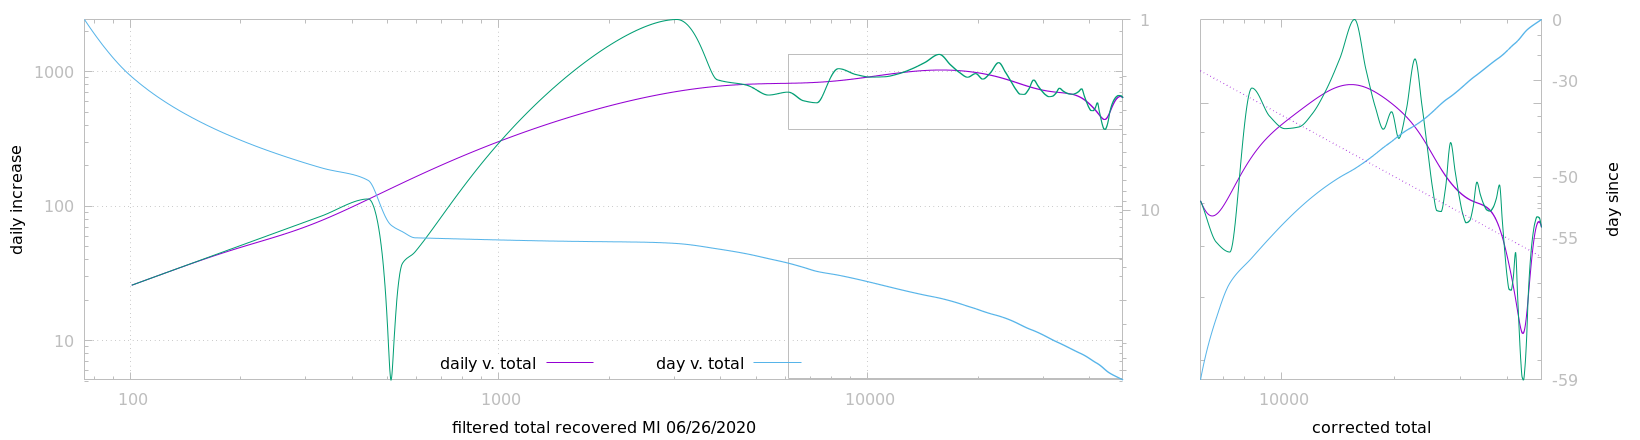 daily increase
1000
100
10
100
1000
10000
filtered total recovered MI 06/26/2020
daily v. total
day v. total
1
10
10000
corrected total
0
-30
-50
-55
-59
day since